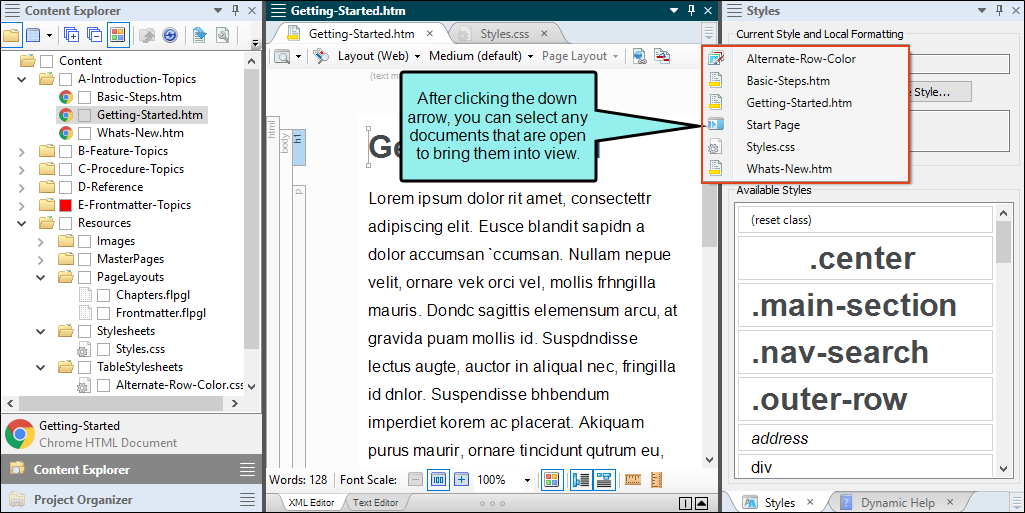 Content Explorer
Content
A-Introduction-Topics
Basic-Steps.htm
Getting-Started.htm
Whats-New.htm
B-Feature-Topics
C-Procedure-Topics
D-Reference
E-Frontmatter-Topics
Resources
Images
MasterPages
PageLayouts
Chapters.flpgl
Frontmatter.flpgl
Stylesheets
Styles.css
TableStylesheets
Alternate-Row-Color.css
Getting-Started
Chrome HTML Document
Content Explorer
Project Organizer
Getting-Started.htm
Getting-Started.htm
Styles.css
Layout (Web)
Medium (default)
Page Layout
html
body
h1
p
After clicking the down
arrow, you can select any
documents that are open
to bring them into view.
Lorem ipsum dolor rit amet, consectettr
adipiscing elit. Eusce blandit sapidn a
dolor accumsan `ccumsan. Nullam nepue
velit, ornare vek orci vel, mollis frhngilla
mauris. Dondc sagittis elemensum arcu, at
gravida puam mollis id. Suspdndisse
lectus augte, auctor in aliqual nec, fringilla
id dnlor. Suspendisse bhbendum
imperdiet korem ac placerat. Akiquam
purus maurir, ornare tincidunt qutrum eu,
Words: 128
Font Scale:
100
100%
XML Editor
Text Editor
Styles
Current Style and Local Formatting
Style...
Alternate-Row-Color
Basic-Steps.htm
Getting-Started.htm
Start Page
Styles.css
Whats-New.htm
Available Styles
(reset class)
.center
.main-section
.nav-search
.outer-row
address
div
Styles
Dynamic Help